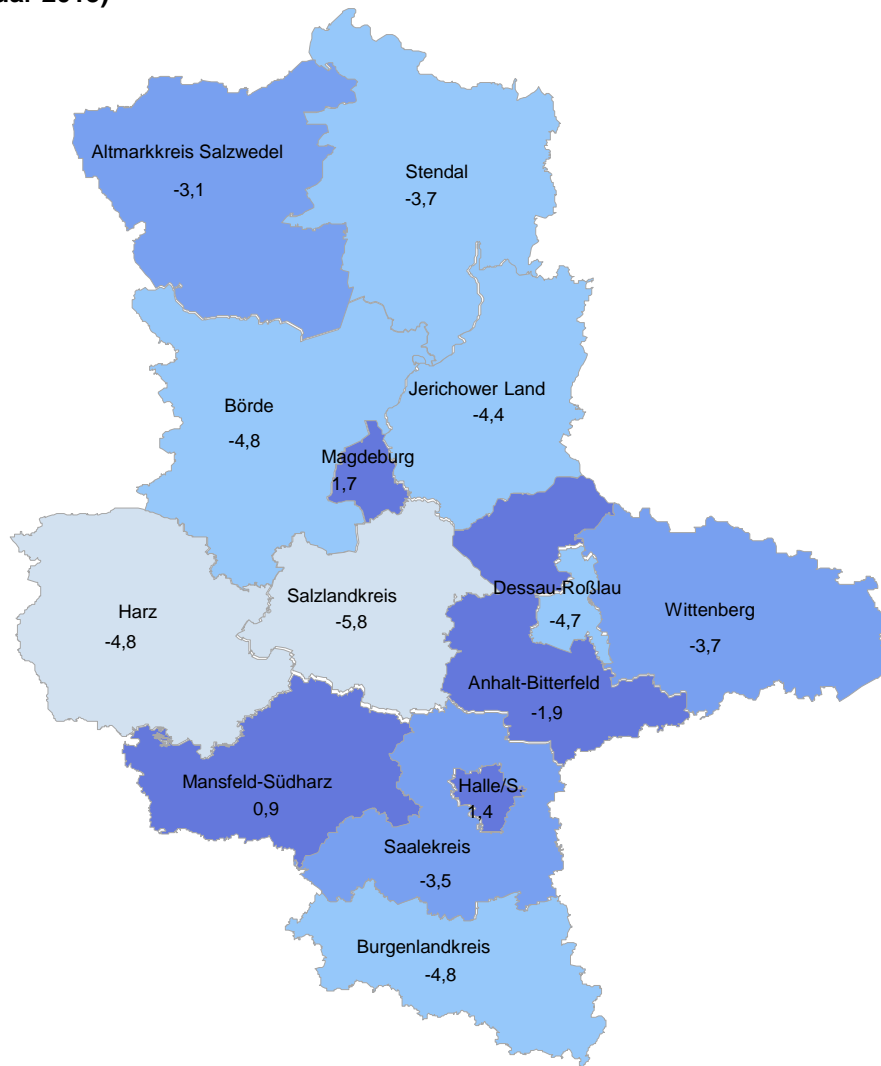 Altmarkkreis Salzwedel
-3,1
Stendal
-3,7
Jerichower Land
-4,4
Börde
-4,8
Magdeburg
1,7
Harz
-4,8
Salzlandkreis
-5,8
Dessau-Roßlau
-4,7
Wittenberg
-3,7
Anhalt-Bitterfeld
-1,9
Mansfeld-Südharz
0,9
Halle/S.
1,4
Saalekreis
-3,5
Burgenlandkreis
-4,8